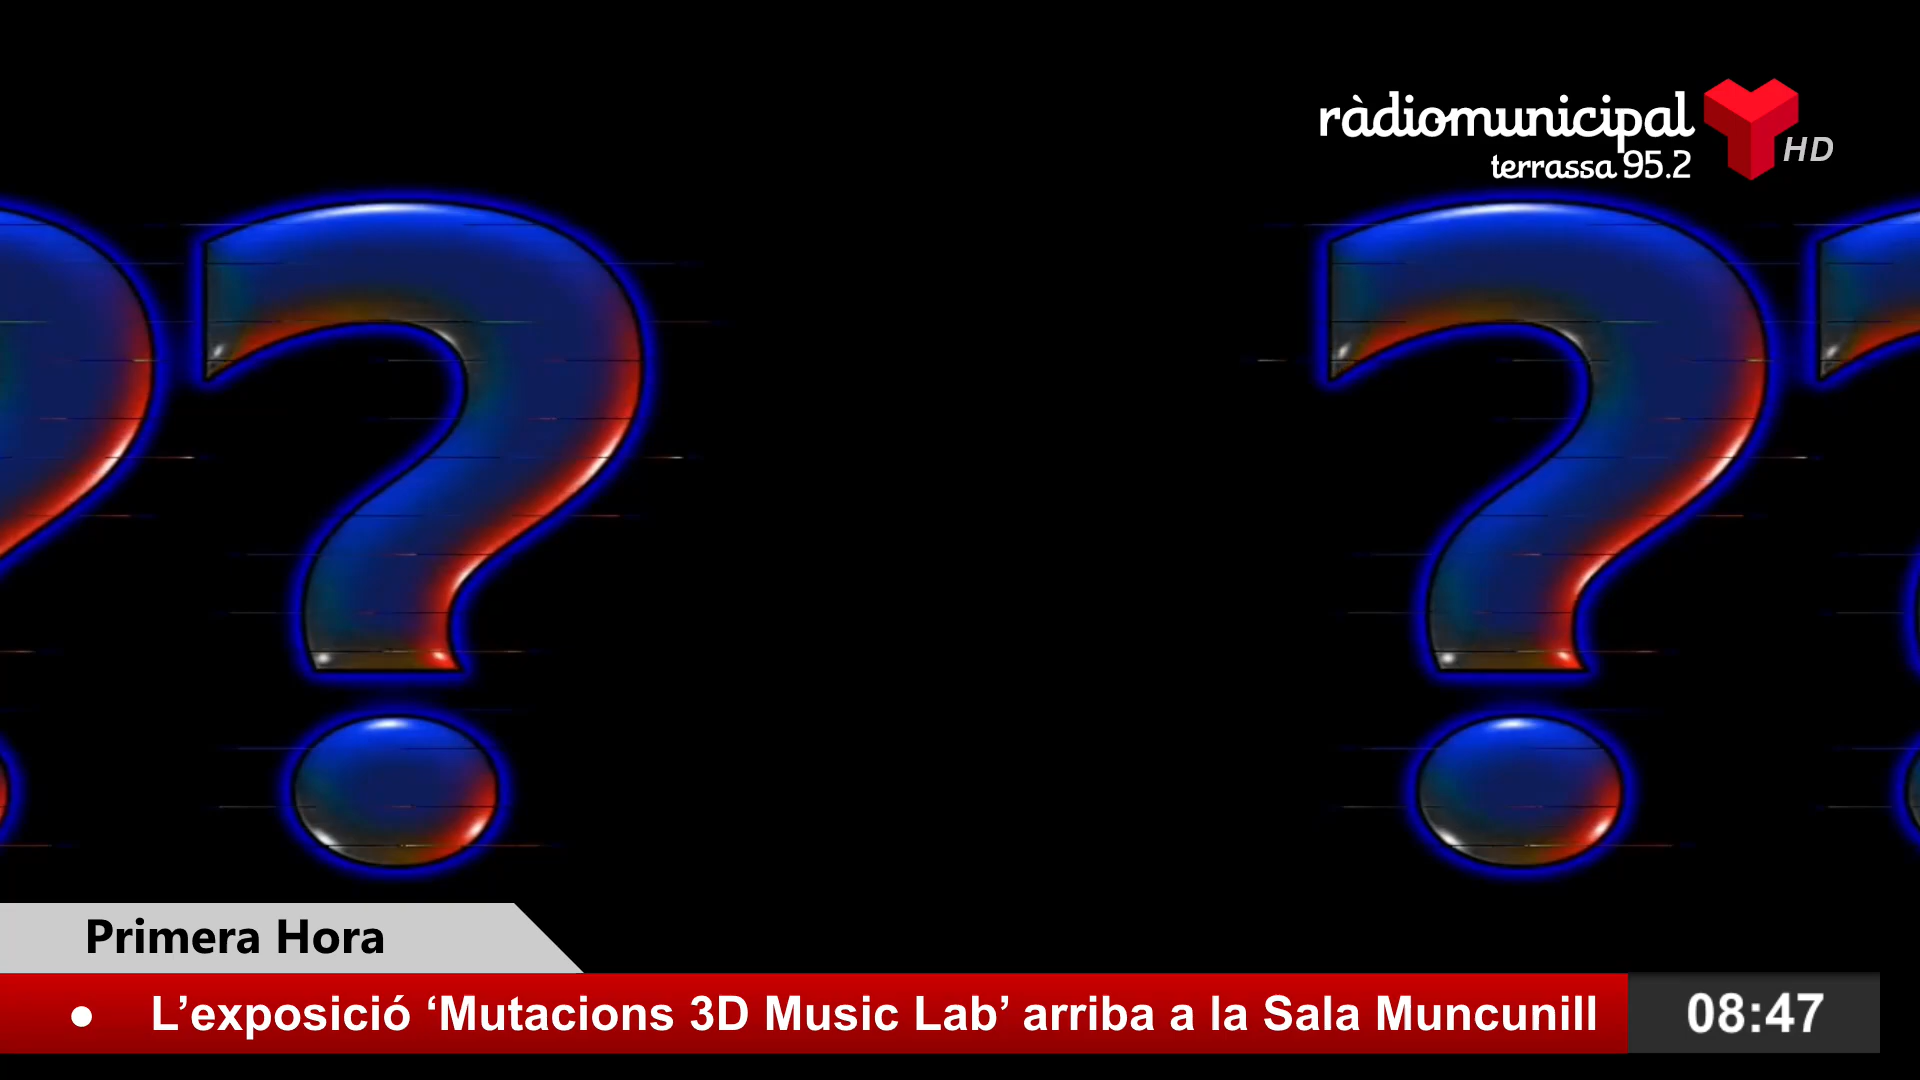 ràdiomunicipal
terrassa 95.2
HD
? ? ? ?
Primera Hora
• L’exposició ‘Mutacions 3D Music Lab’ arriba a la Sala Muncunill
08:47